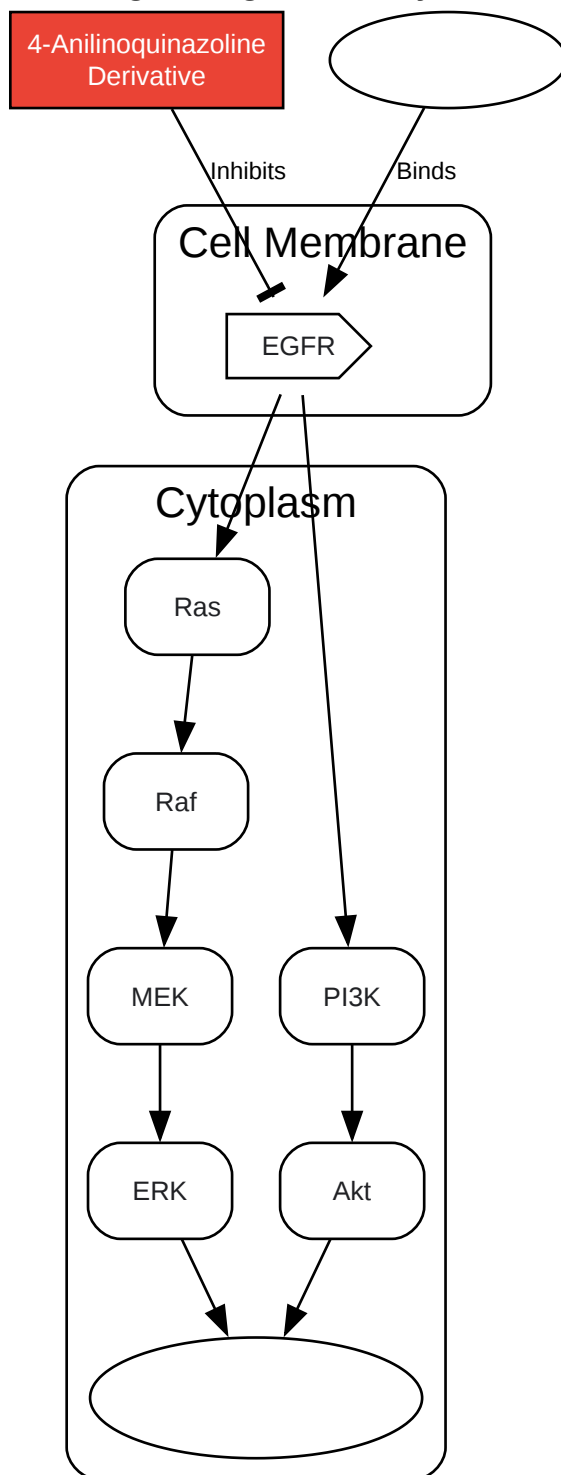 4-Anilinoquinazoline
Derivative
Inhibits
Binds
Cell Membrane
EGFR
Cytoplasm
Ras
Raf
MEK
PI3K
ERK
Akt